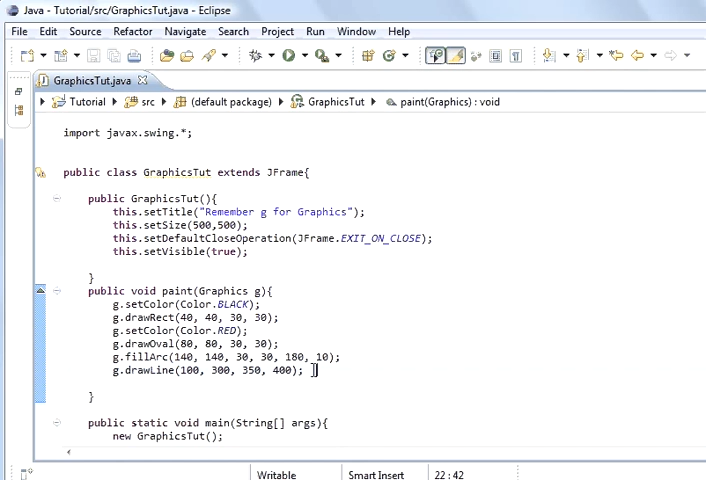 Java - Tutorial/src/GraphicsTut.java - Eclipse
File Edit Source Refactor Navigate Search Project Run Window Help
GraphicsTut.java
Tutorial src (default package) GraphicsTut paint(Graphics) : void
import javax.swing.*;
public class GraphicsTut extends JFrame{
public GraphicsTut(){
this.setTitle("Remember g for Graphics");
this.setSize(500,500);
this.setDefaultCloseOperation(JFrame.EXIT_ON_CLOSE);
this.setVisible(true);
}
public void paint(Graphics g){
g.setColor(Color.BLACK);
g.drawRect(40, 40, 30, 30);
g.setColor(Color.RED);
g.drawOval(80, 80, 30, 30);
g.fillArc(140, 140, 30, 30, 180, 10);
g.drawLine(100, 300, 350, 400);
}
public static void main(String[] args){
new GraphicsTut();
Writable Smart Insert 22 : 42